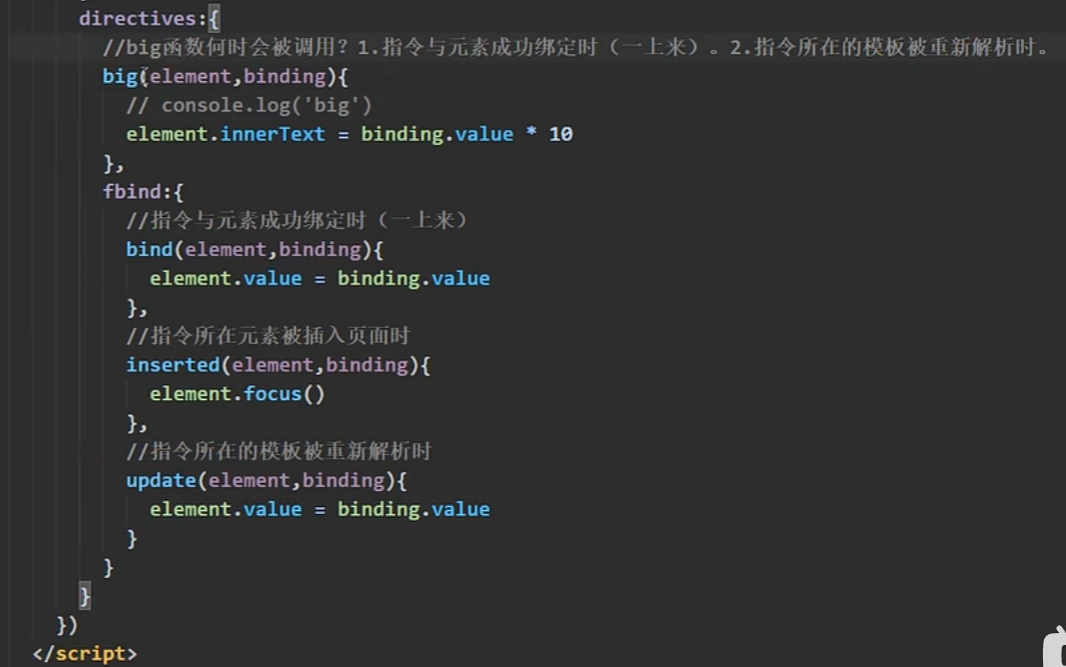 directives:{
//big函数何时会被调用？1.指令与元素成功绑定时（一上来）。2.指令所在的模板被重新解析时。
big(element,binding){
// console.log('big')
element.innerText = binding.value * 10
},
fbind:{
//指令与元素成功绑定时（一上来）
bind(element,binding){
element.value = binding.value
},
//指令所在元素被插入页面时
inserted(element,binding){
element.focus()
},
//指令所在的模板被重新解析时
update(element,binding){
element.value = binding.value
}
}
}
})
</script>